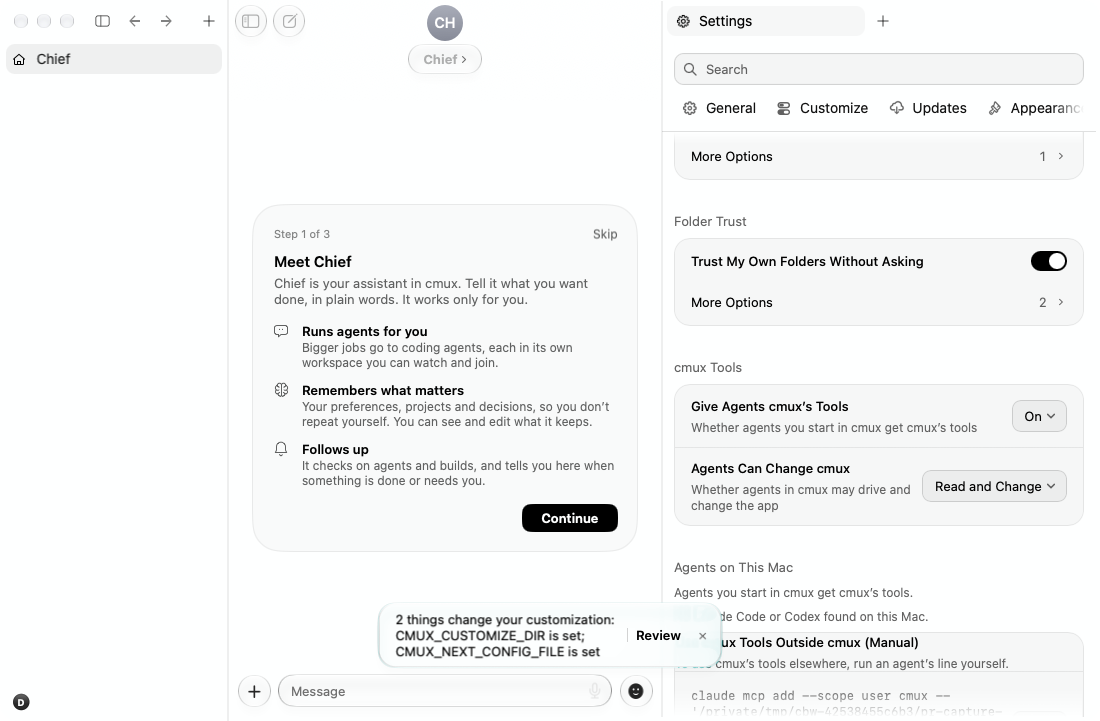 Chief
CH
Chief
Step 1 of 3
Skip
Meet Chief
Chief is your assistant in cmux. Tell it what you want
done, in plain words. It works only for you.
Runs agents for you
Bigger jobs go to coding agents, each in its own
workspace you can watch and join.
Remembers what matters
Your preferences, projects and decisions, so you don't
repeat yourself. You can see and edit what it keeps.
Follows up
It checks on agents and builds, and tells you here when
something is done or needs you.
Continue
2 things change your customization:
CMUX_CUSTOMIZE_DIR is set;
CMUX_NEXT_CONFIG_FILE is set
Review
Message
D
Settings
Search
General
Customize
Updates
Appearanc
More Options
1
Folder Trust
Trust My Own Folders Without Asking
More Options
2
cmux Tools
Give Agents cmux's Tools
Whether agents you start in cmux get cmux's tools
On
Agents Can Change cmux
Whether agents in cmux may drive and
change the app
Read and Change
Agents on This Mac
Agents you start in cmux get cmux's tools.
Code or Codex found on this Mac.
Tools Outside cmux (Manual)
cmux's tools elsewhere, run an agent's line yourself.
claude mcp add --scope user cmux --
'/private/tmp/cbw-42538455c6b3/pr-capture-